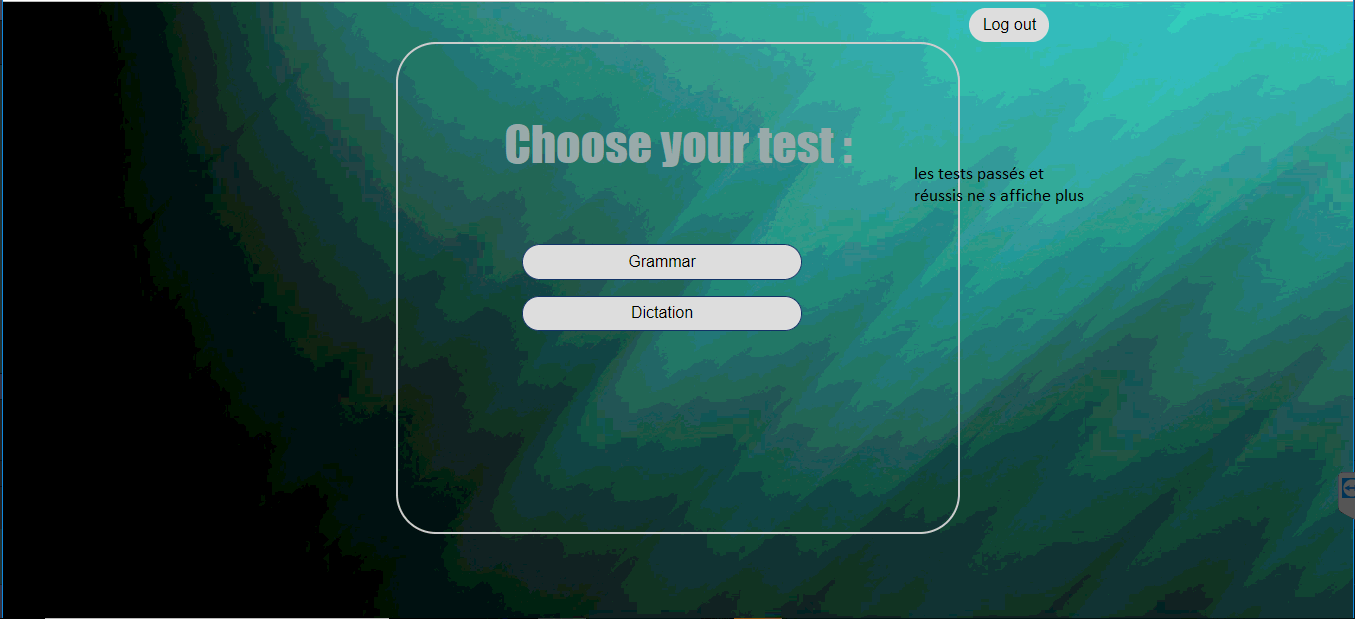 Log out
Choose your test :
les tests passés et
réussis ne s affiche plus
Grammar
Dictation